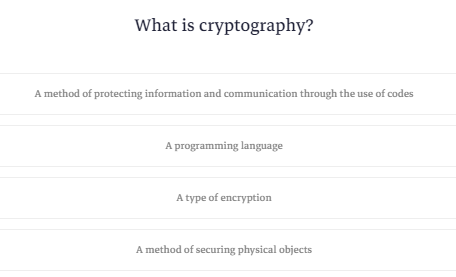 What is cryptography?
A method of protecting information and communication through the use of codes
A programming language
A type of encryption
A method of securing physical objects